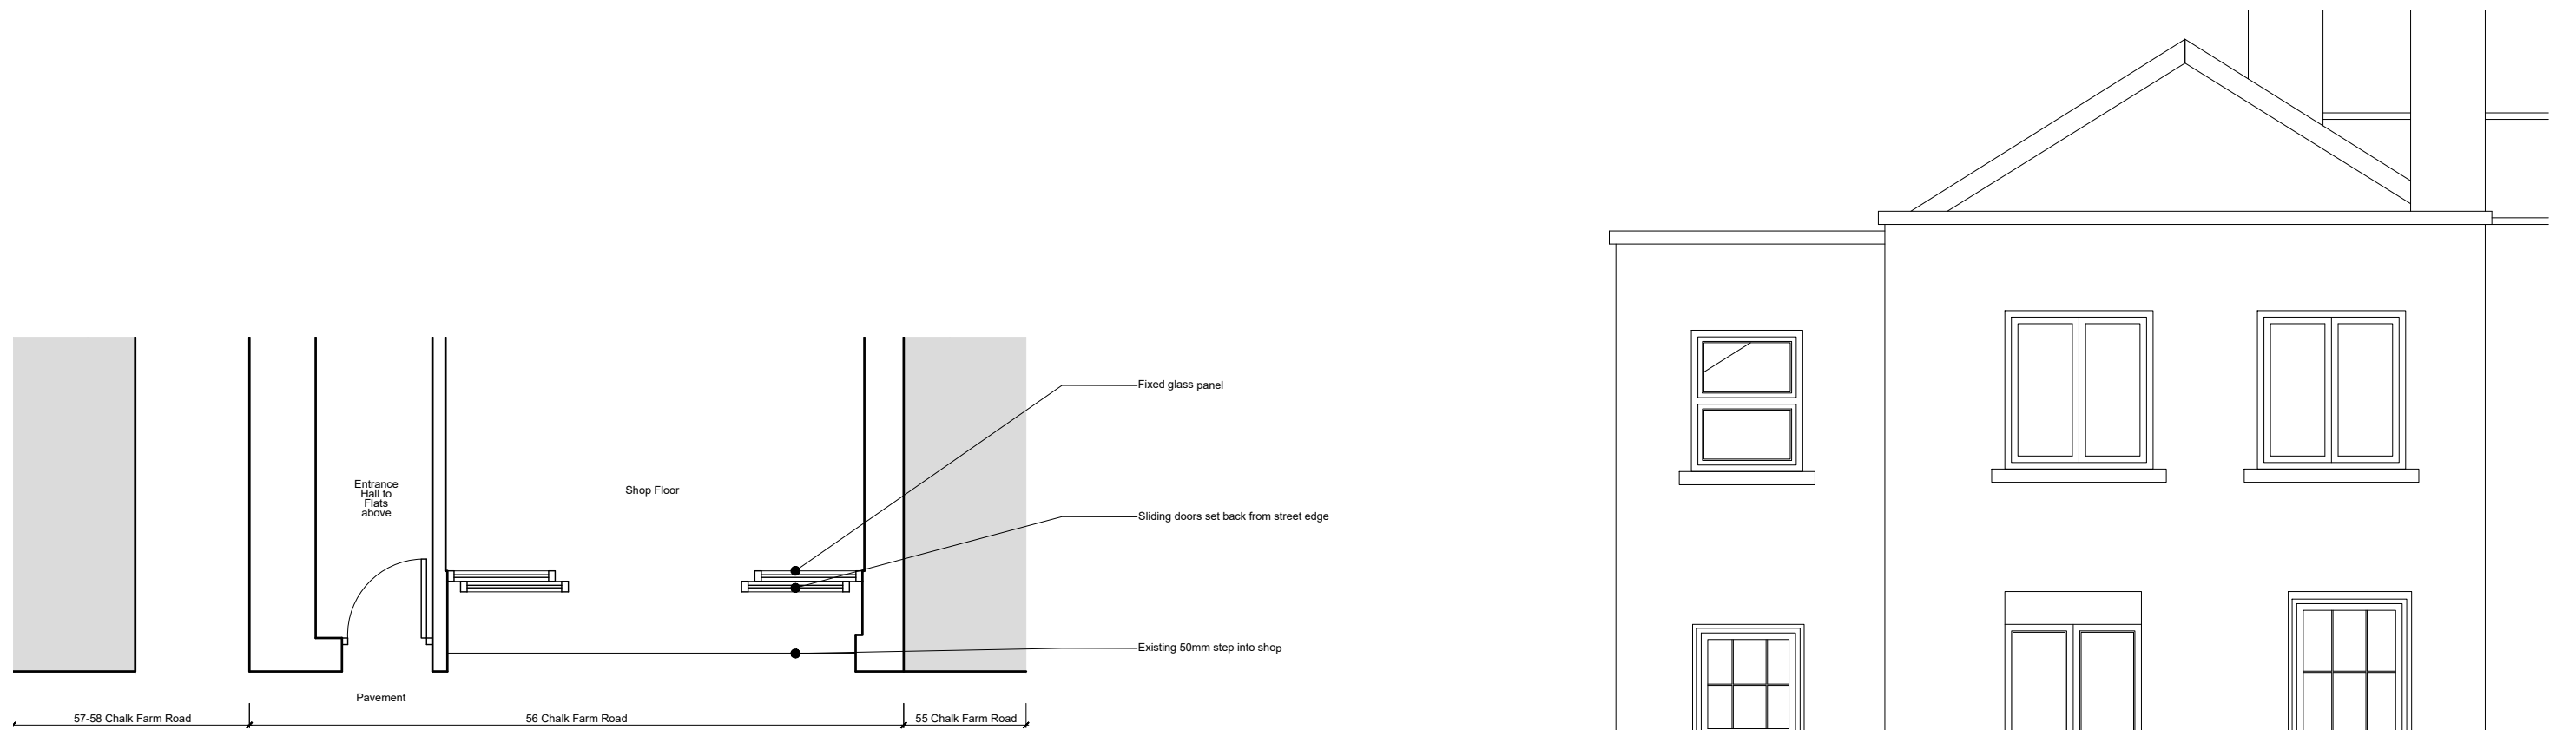 Fixed glass panel
Entrance
Hall to
Flats
above
Shop Floor
Sliding doors set back from street edge
Existing 50mm step into shop
Pavement
57-58 Chalk Farm Road
56 Chalk Farm Road
55 Chalk Farm Road